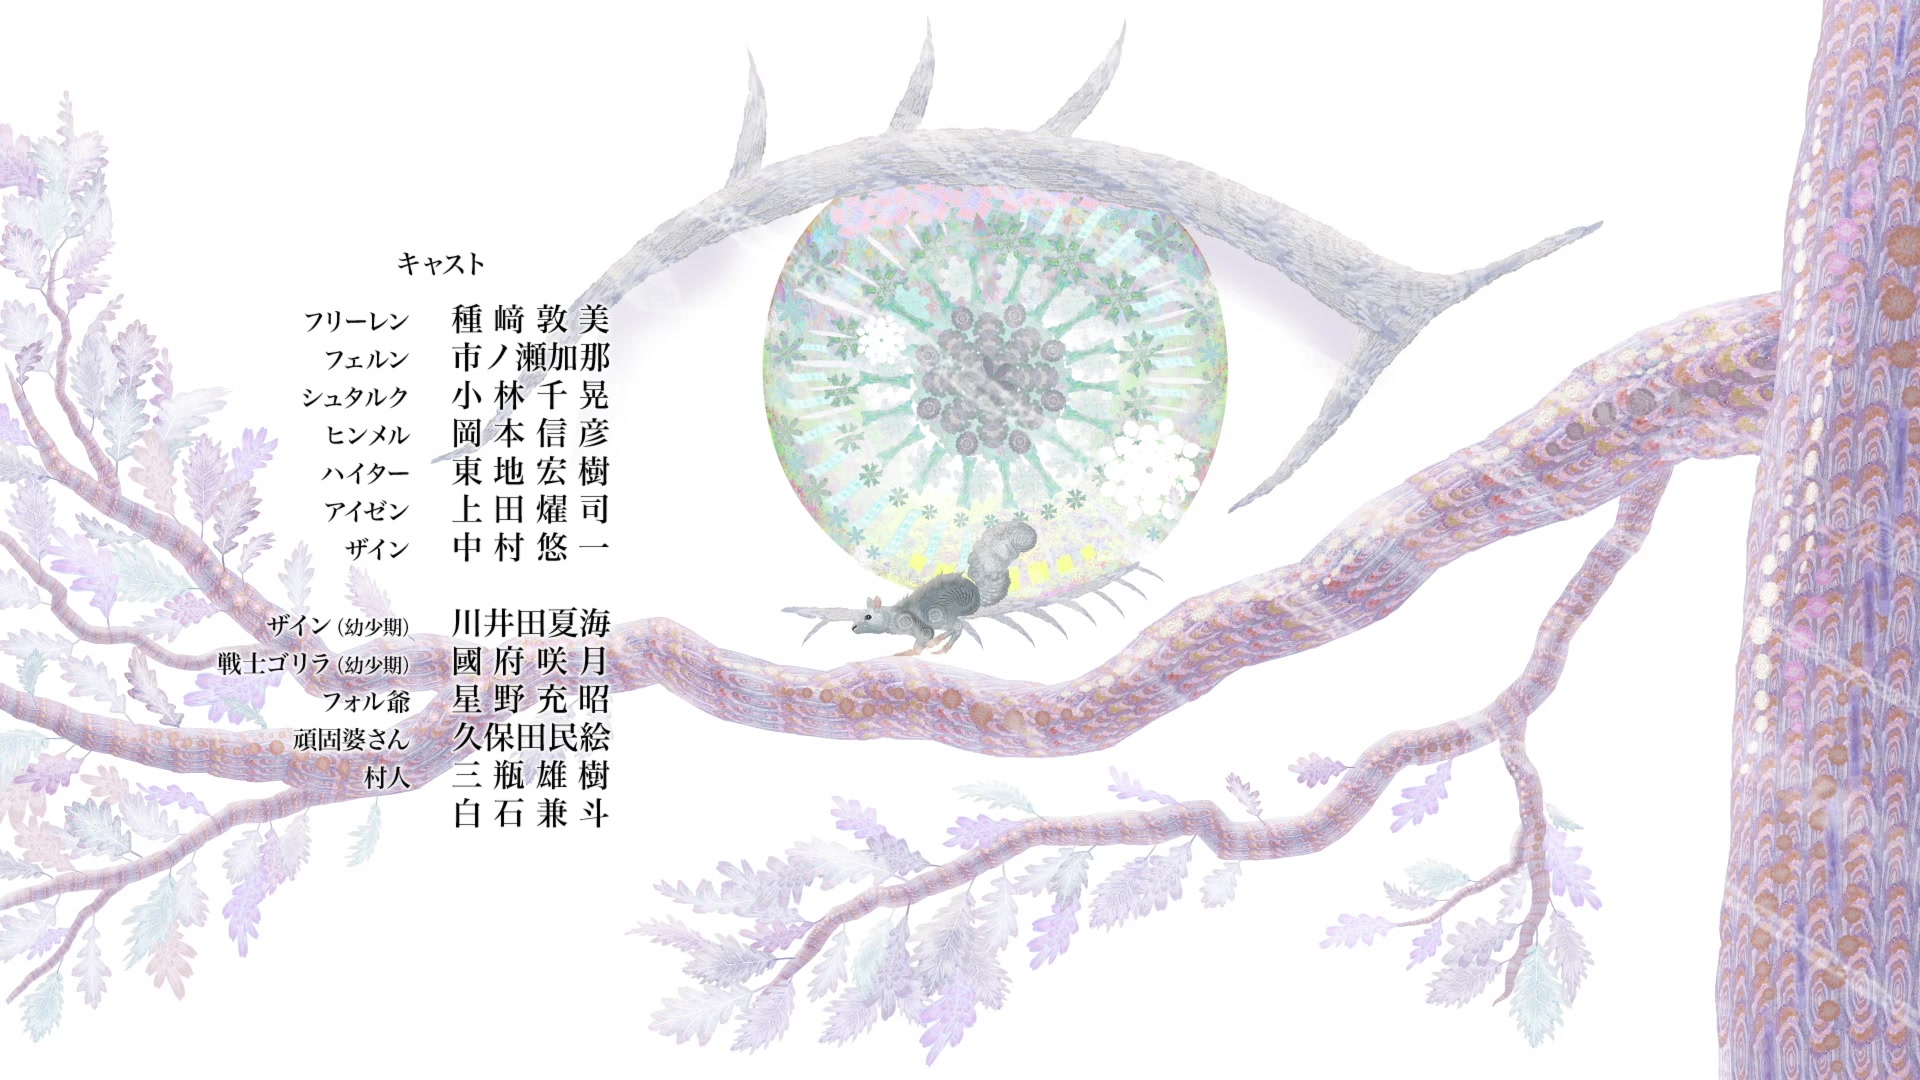 キャスト
フリーレン 種﨑敦美
フェルン 市ノ瀬加那
シュタルク 小林千晃
ヒンメル 岡本信彦
ハイター 東地宏樹
アイゼン 上田燿司
ザイン 中村悠一
ザイン（幼少期） 川井田夏海
戦士ゴリラ（幼少期） 國府咲月
フォル爺 星野充昭
頑固婆さん 久保田民絵
村人 三瓶雄樹
白石兼斗